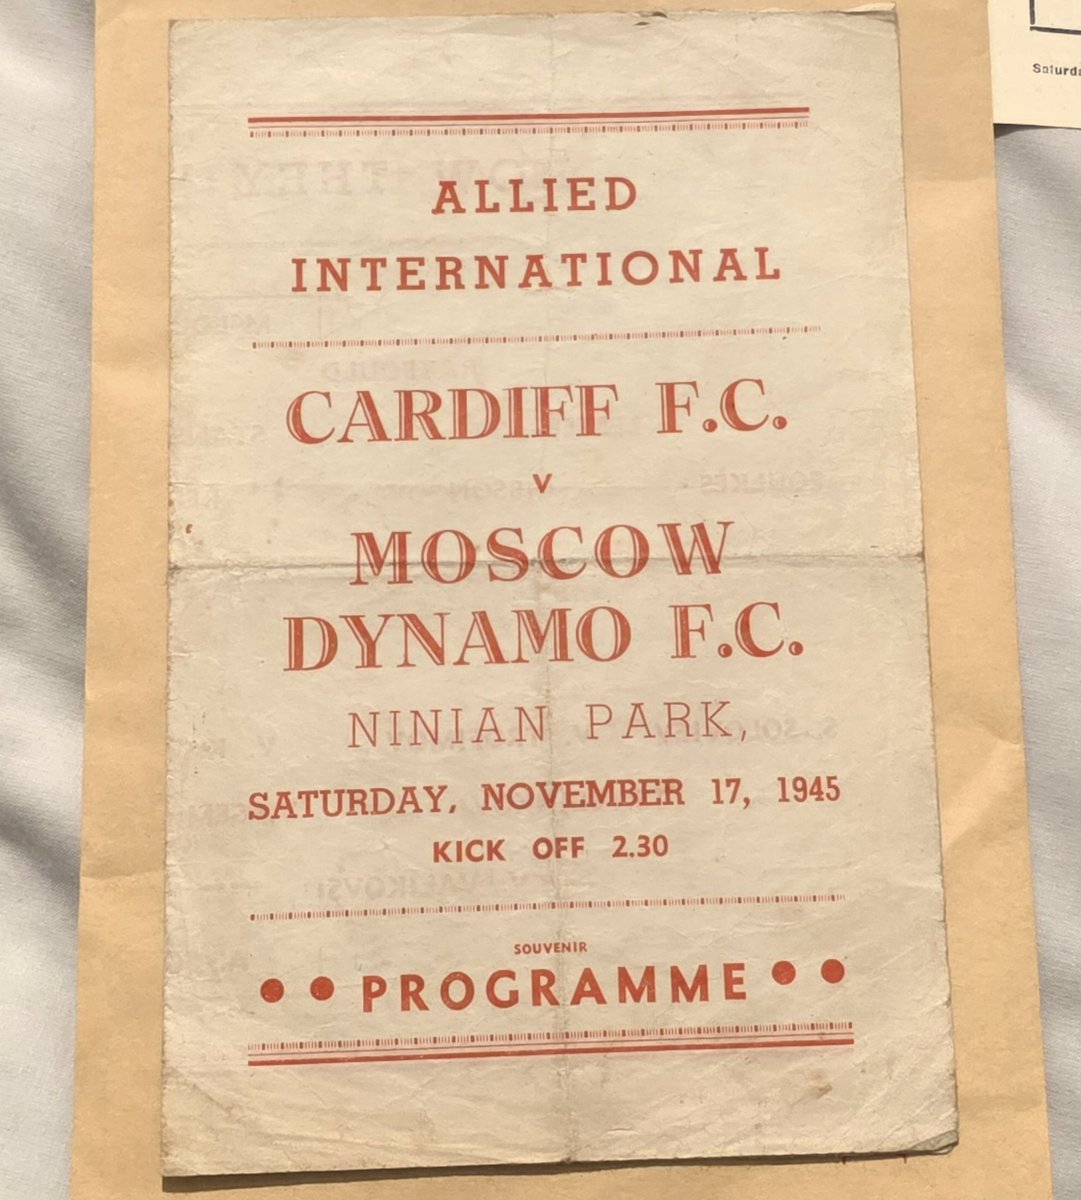 ALLIED
INTERNATIONAL
CARDIFF F.C.
V
MOSCOW
DYNAMO F.C.
NINIAN PARK,
SATURDAY, NOVEMBER 17, 1945
KICK OFF 2.30
SOUVENIR
PROGRAMME